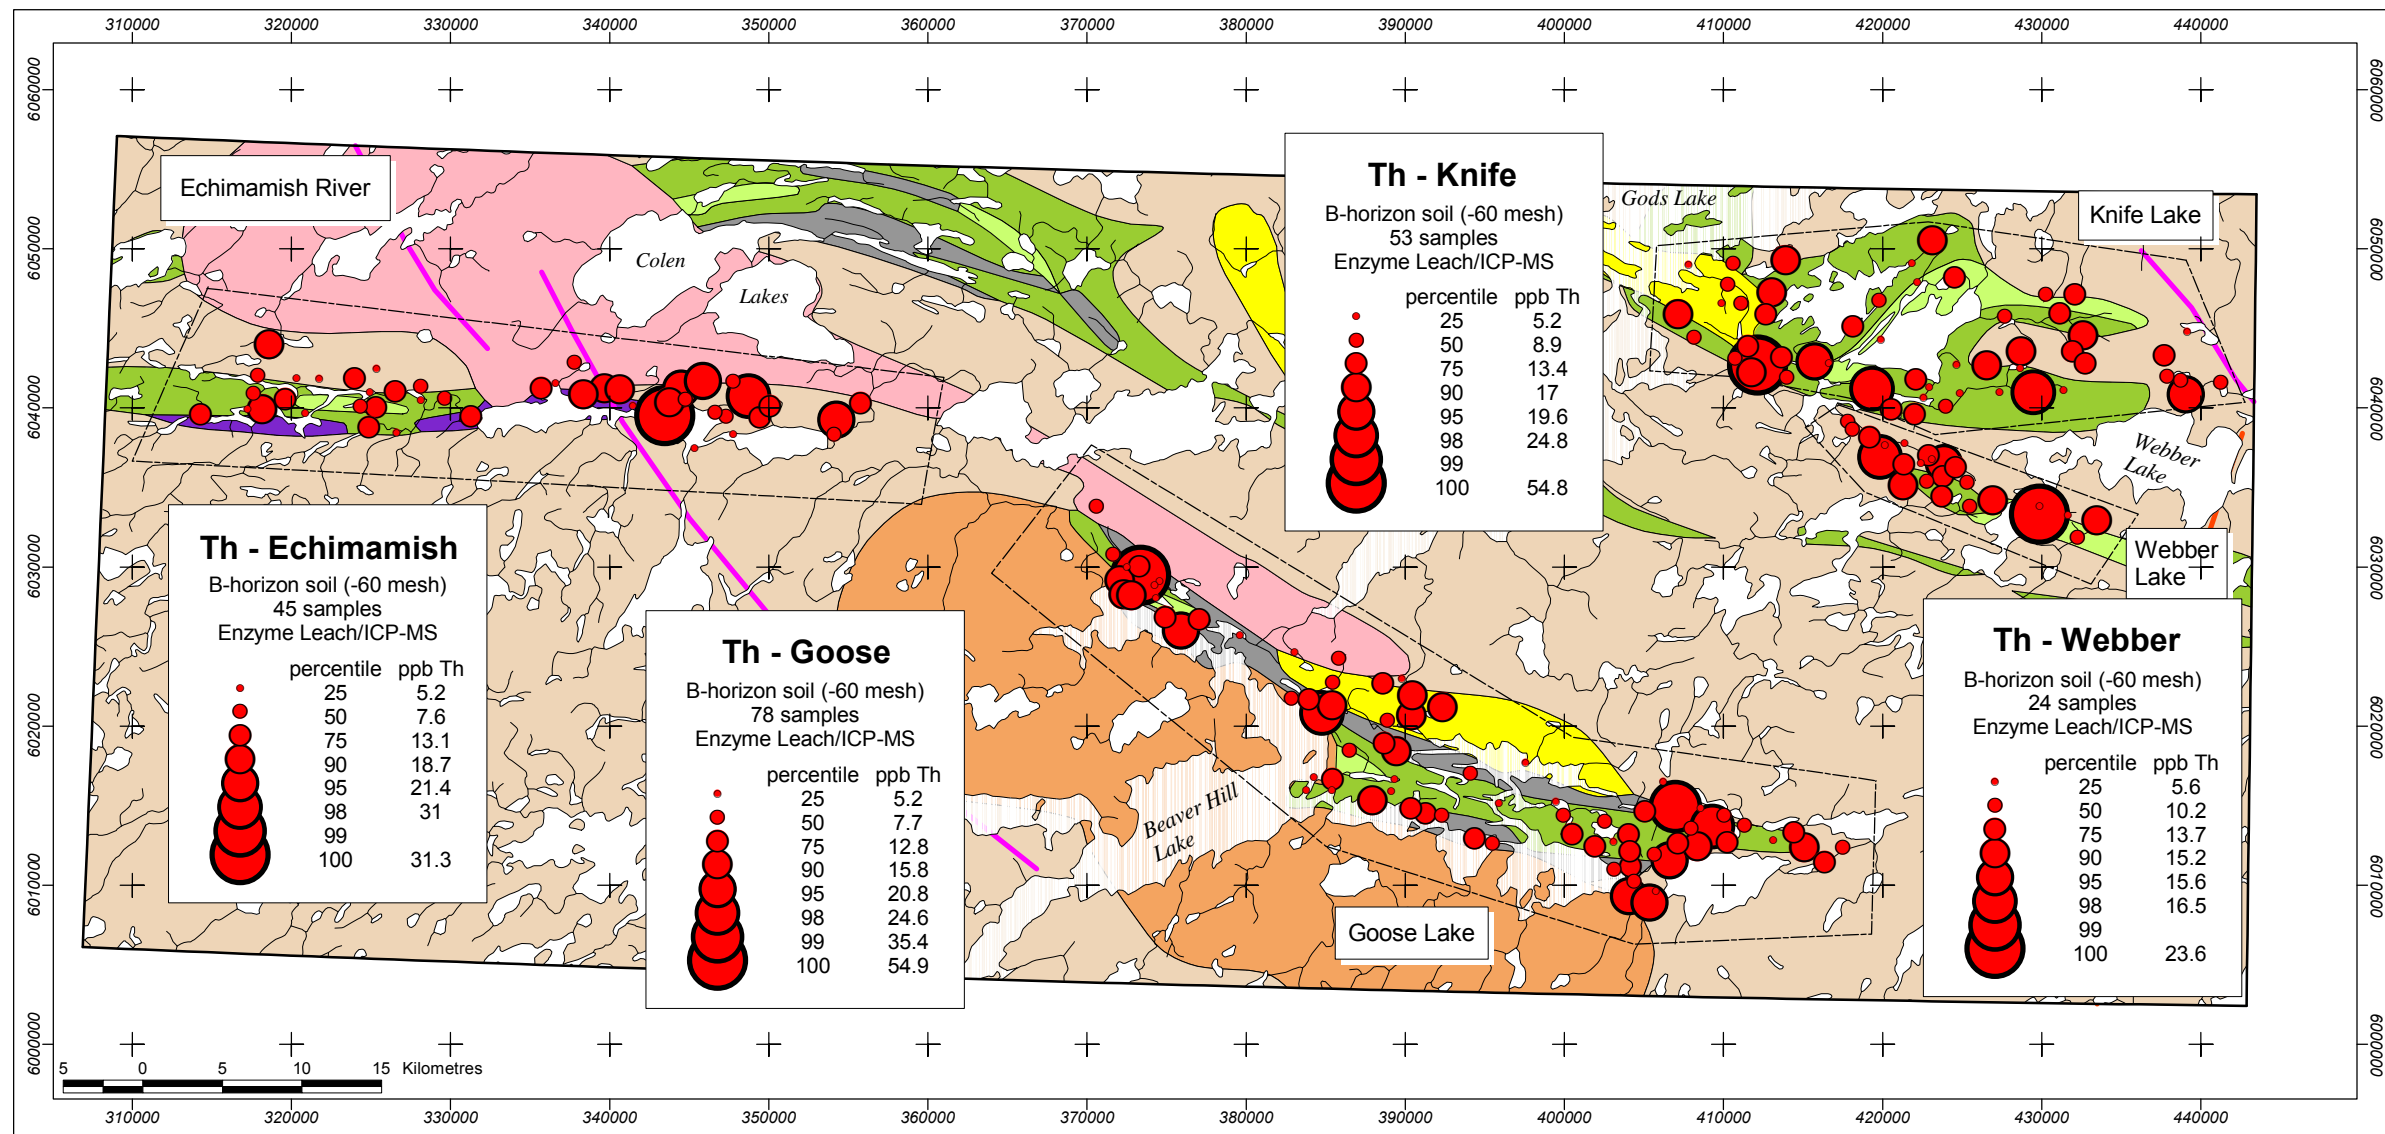 310000 320000 330000 340000 350000 360000 370000 380000 390000 400000 410000 420000 430000 440000
6060000 6060000
6050000 6050000
6040000 6040000
6030000 6030000
6020000 6020000
6010000 6010000
6000000 6000000
Echimamish River
Colen
Lakes
Gods Lake
Knife Lake
Webber
Lake
Webber
Lake
Beaver Hill
Lake
Goose Lake
Th - Knife
B-horizon soil (-60 mesh)
53 samples
Enzyme Leach/ICP-MS
percentile ppb Th
25 5.2
50 8.9
75 13.4
90 17
95 19.6
98 24.8
99
100 54.8
Th - Echimamish
B-horizon soil (-60 mesh)
45 samples
Enzyme Leach/ICP-MS
percentile ppb Th
25 5.2
50 7.6
75 13.1
90 18.7
95 21.4
98 31
99
100 31.3
Th - Goose
B-horizon soil (-60 mesh)
78 samples
Enzyme Leach/ICP-MS
percentile ppb Th
25 5.2
50 7.7
75 12.8
90 15.8
95 20.8
98 24.6
99 35.4
100 54.9
Th - Webber
B-horizon soil (-60 mesh)
24 samples
Enzyme Leach/ICP-MS
percentile ppb Th
25 5.6
50 10.2
75 13.7
90 15.2
95 15.6
98 16.5
99
100 23.6
5 0 5 10 15 Kilometres
310000 320000 330000 340000 350000 360000 370000 380000 390000 400000 410000 420000 430000 440000